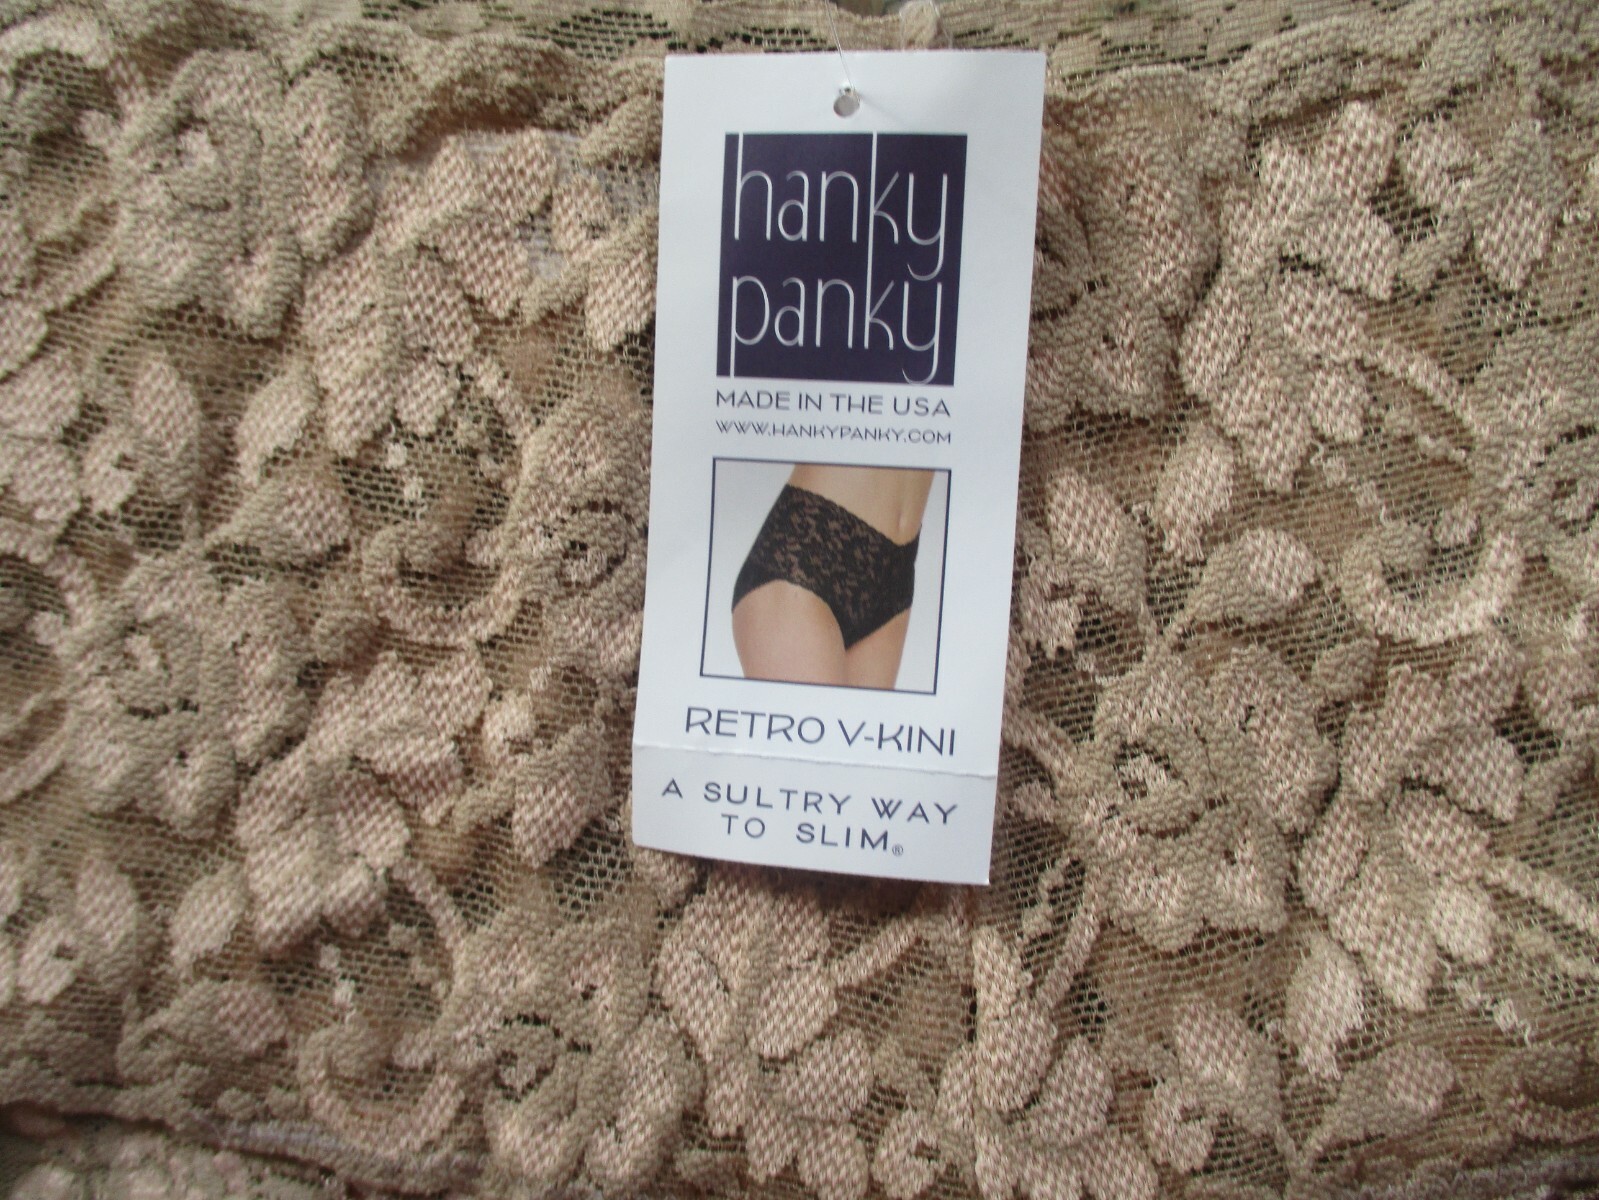 hanky
panky
MADE IN THE USA
WWW.HANKYPANKY.COM
RETRO V-KINI
A SULTRY WAY
TO SLIM®